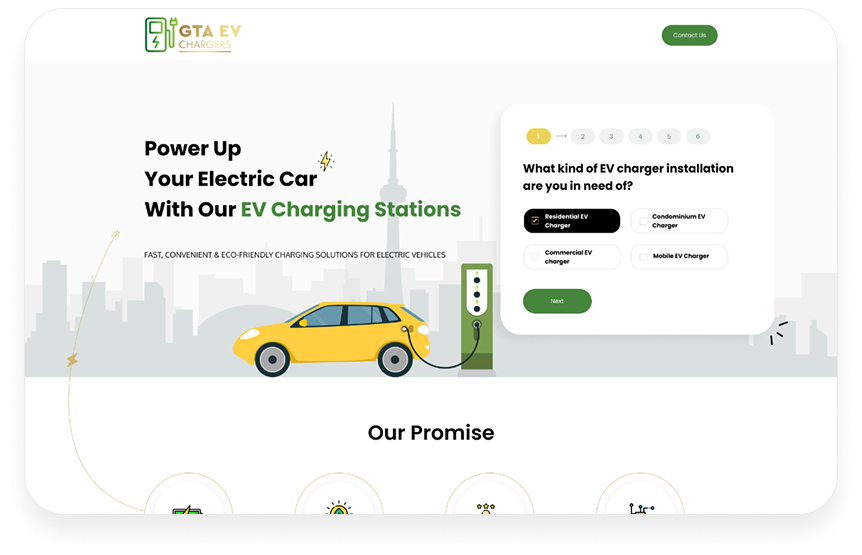 GTA EV
CHARGERS
Contact Us
Power Up
Your Electric Car
With Our EV Charging Stations
FAST, CONVENIENT & ECO-FRIENDLY CHARGING SOLUTIONS FOR ELECTRIC VEHICLES
1 2 3 4 5 6
What kind of EV charger installation
are you in need of?
Residential EV
Charger
Condominium EV
Charger
Commercial EV
charger
Mobile EV Charger
Next
Our Promise